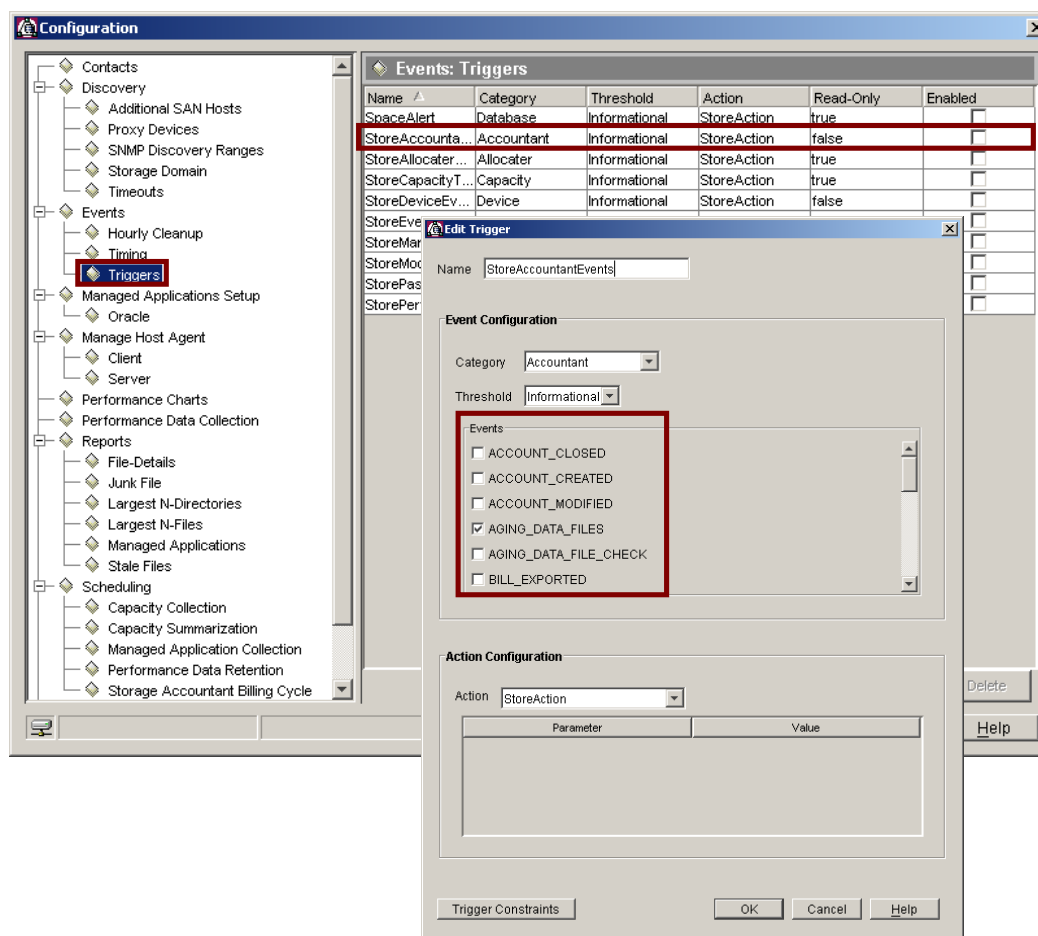 Configuration
Contacts
Discovery
Additional SAN Hosts
Proxy Devices
SNMP Discovery Ranges
Storage Domain
Timeouts
Events
Hourly Cleanup
Timing
Triggers
Managed Applications Setup
Oracle
Manage Host Agent
Client
Server
Performance Charts
Performance Data Collection
Reports
File-Details
Junk File
Largest N-Directories
Largest N-Files
Managed Applications
Stale Files
Scheduling
Capacity Collection
Capacity Summarization
Managed Application Collection
Performance Data Retention
Storage Accountant Billing Cycle
Events: Triggers
Name Category Threshold Action Read-Only Enabled
SpaceAlert Database Informational StoreAction true
StoreAccounta... Accountant Informational StoreAction false
StoreAllocater... Allocater Informational StoreAction true
StoreCapacityT... Capacity Informational StoreAction true
StoreDeviceEv... Device Informational StoreAction false
StoreEve
StoreMar
StoreMod
StorePas
StorePer
Delete
Help
Edit Trigger
Name StoreAccountantEvents
Event Configuration
Category Accountant
Threshold Informational
Events
ACCOUNT_CLOSED
ACCOUNT_CREATED
ACCOUNT_MODIFIED
AGING_DATA_FILES
AGING_DATA_FILE_CHECK
BILL_EXPORTED
Action Configuration
Action StoreAction
Parameter Value
Trigger Constraints OK Cancel Help